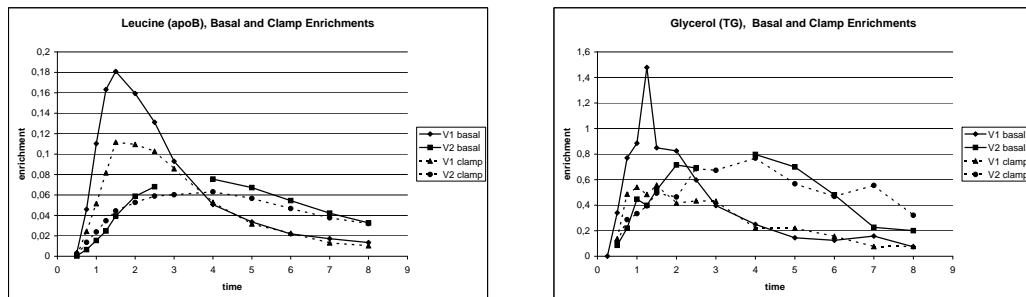 Leucine (apoB), Basal and Clamp Enrichments
0,2
0,18
0,16
0,14
0,12
0,1
0,08
0,06
0,04
0,02
0
enrichment
0 1 2 3 4 5 6 7 8 9
time
V1 basal
V2 basal
V1 clamp
V2 clamp
Glycerol (TG), Basal and Clamp Enrichments
1,6
1,4
1,2
1
0,8
0,6
0,4
0,2
0
enrichment
0 1 2 3 4 5 6 7 8 9
time
V1 basal
V2 basal
V1 clamp
V2 clamp